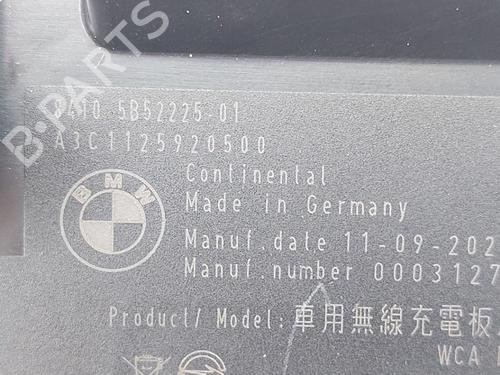 8410 5B52225-01
A3C1125920500
Continental
Made in Germany
Manuf.date 11-09-202
Manuf.number 0003127
Product/ Model: 車用無線充電板
WCA
BMW
B-PARTS